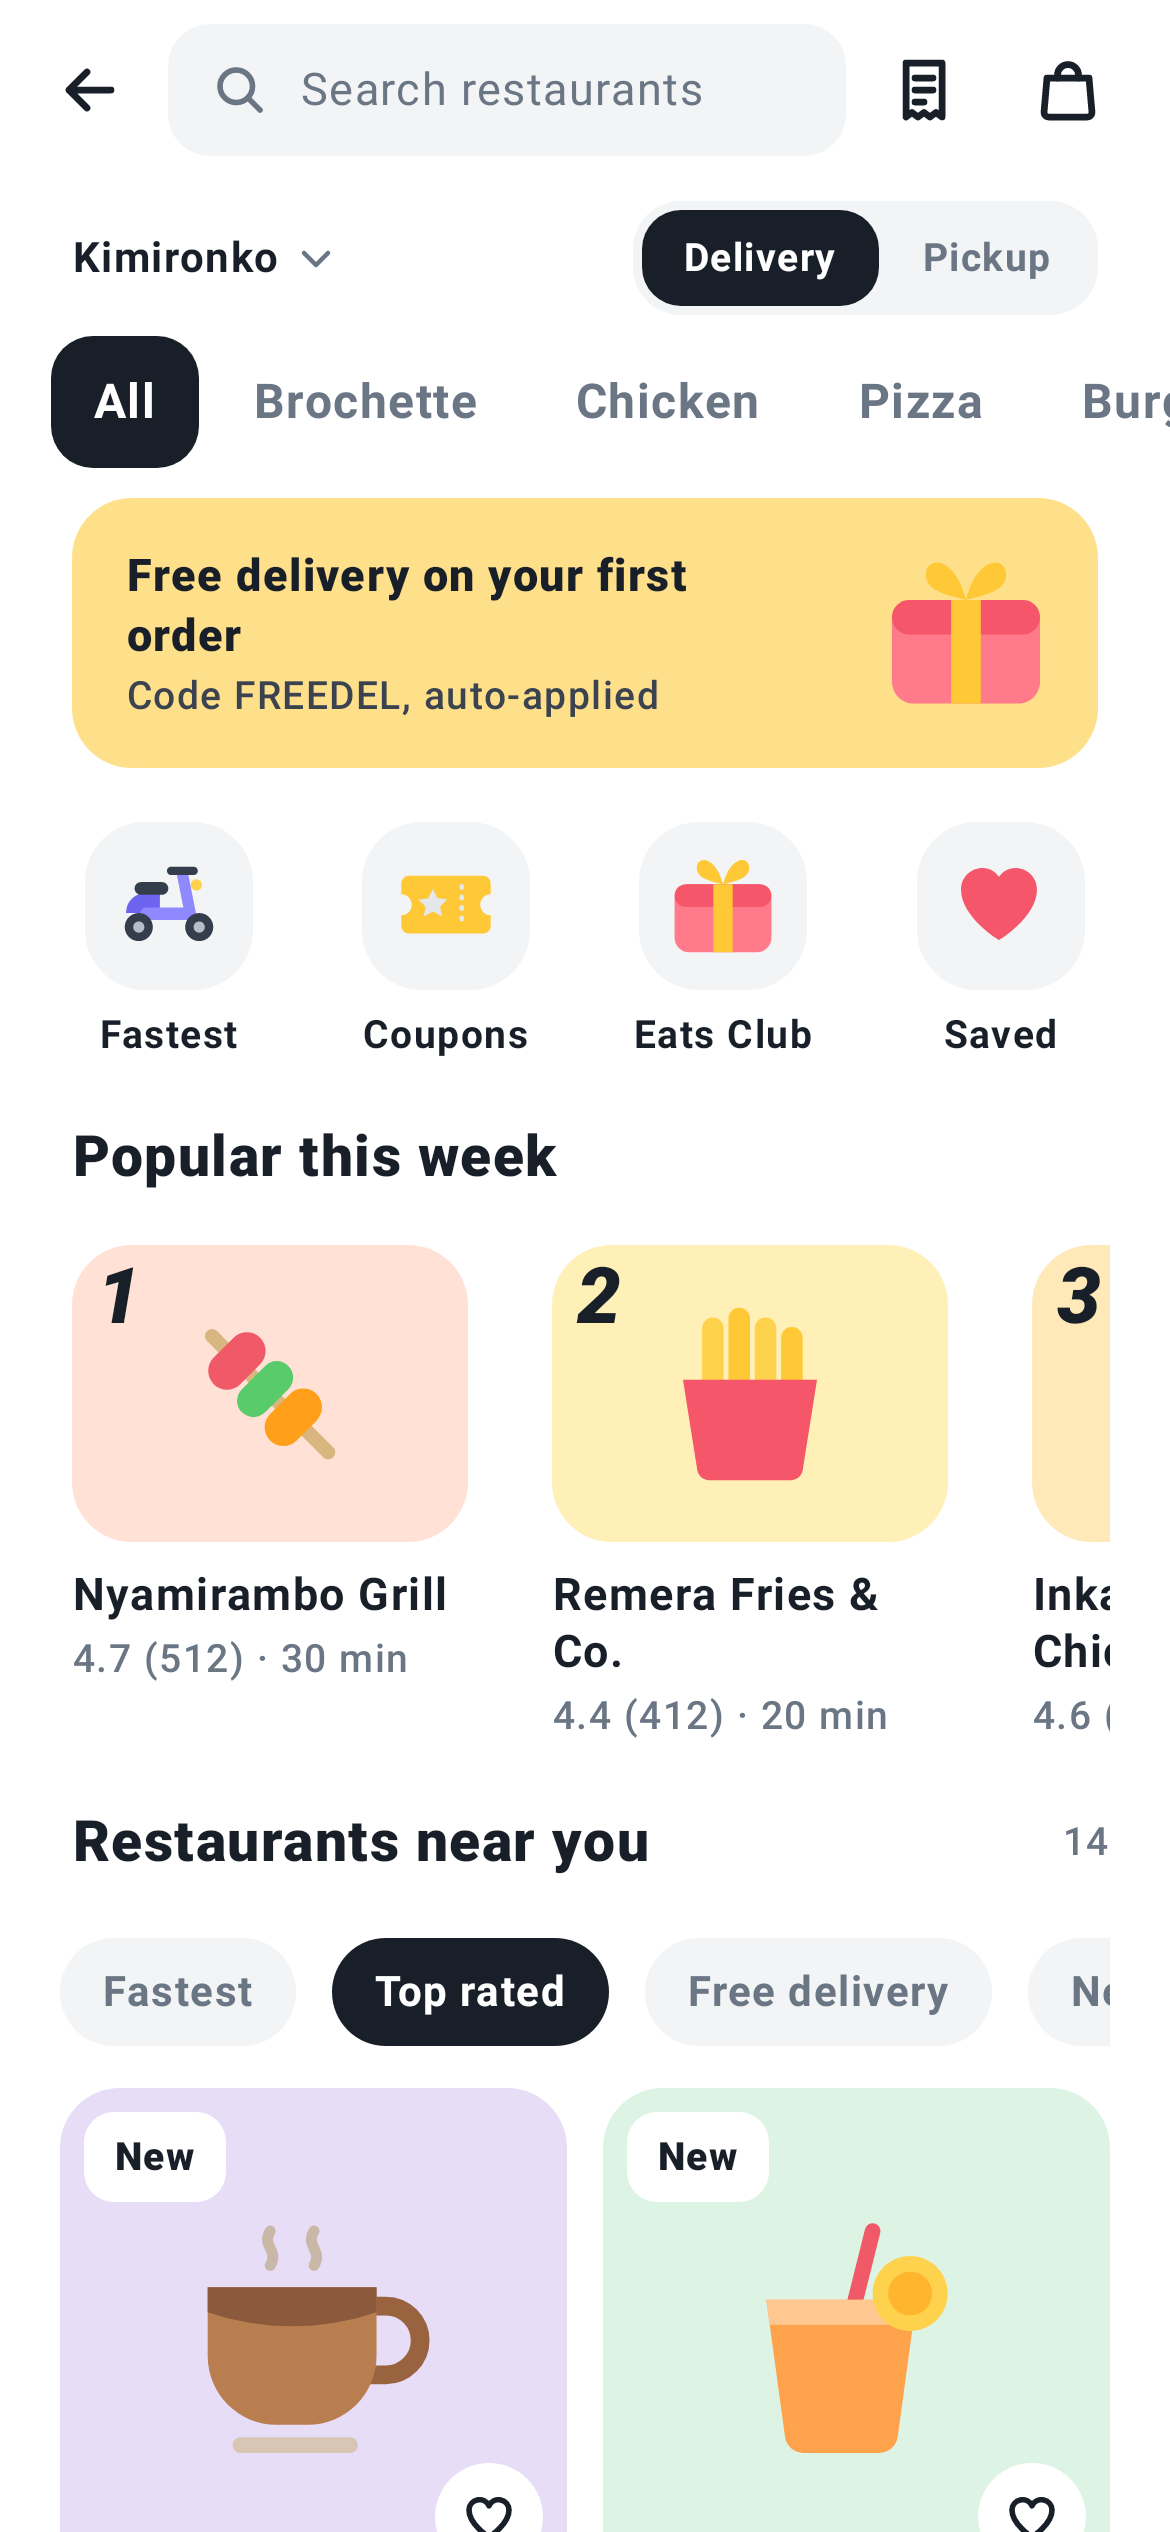 Search restaurants
Kimironko
Delivery
Pickup
All
Brochette
Chicken
Pizza
Free delivery on your first
order
Code FREEDEL, auto-applied
Fastest
Coupons
Eats Club
Saved
Popular this week
1
2
3
Nyamirambo Grill
4.7 (512) · 30 min
Remera Fries &
Co.
4.4 (412) · 20 min
4.6
Restaurants near you
14
Fastest
Top rated
Free delivery
New
New